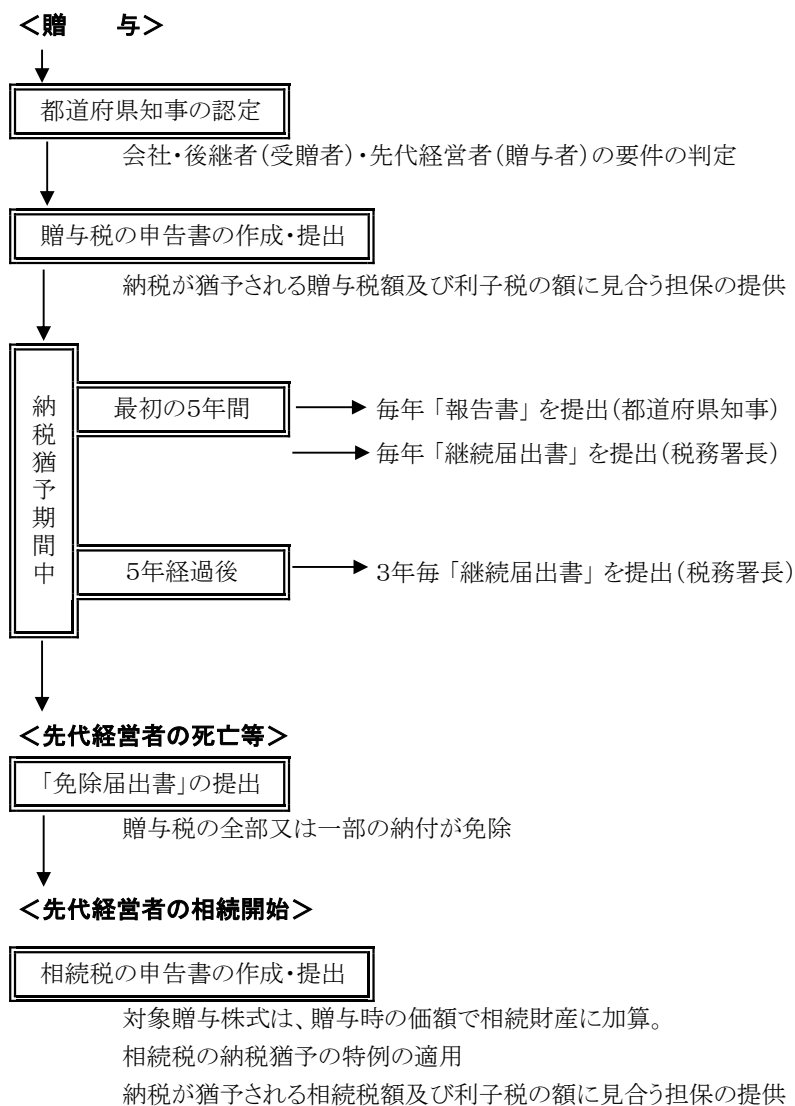 <贈　　与>
都道府県知事の認定
会社・後継者(受贈者)・先代経営者(贈与者)の要件の判定
贈与税の申告書の作成・提出
納税が猶予される贈与税額及び利子税の額に見合う担保の提供
納税猶予期間中
最初の5年間
毎年「報告書」を提出(都道府県知事)
毎年「継続届出書」を提出(税務署長)
5年経過後
3年毎「継続届出書」を提出(税務署長)
<先代経営者の死亡等>
「免除届出書」の提出
贈与税の全部又は一部の納付が免除
<先代経営者の相続開始>
相続税の申告書の作成・提出
対象贈与株式は、贈与時の価額で相続財産に加算。
相続税の納税猶予の特例の適用
納税が猶予される相続税額及び利子税の額に見合う担保の提供